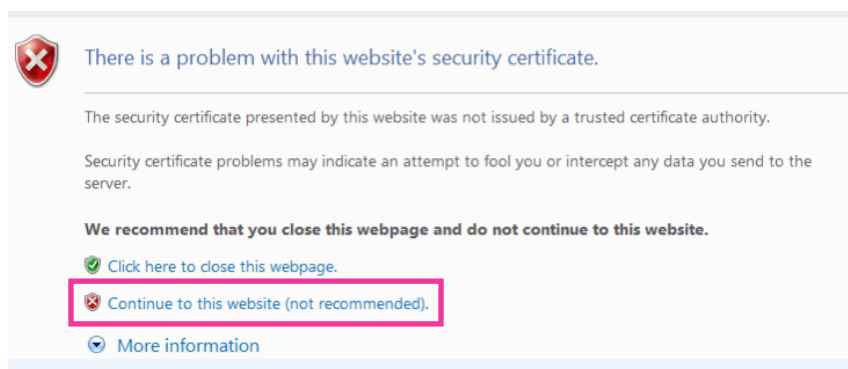 There is a problem with this website's security certificate.
The security certificate presented by this website was not issued by a trusted certificate authority.
Security certificate problems may indicate an attempt to fool you or intercept any data you send to the
server.
We recommend that you close this webpage and do not continue to this website.
Click here to close this webpage.
Continue to this website (not recommended).
More information